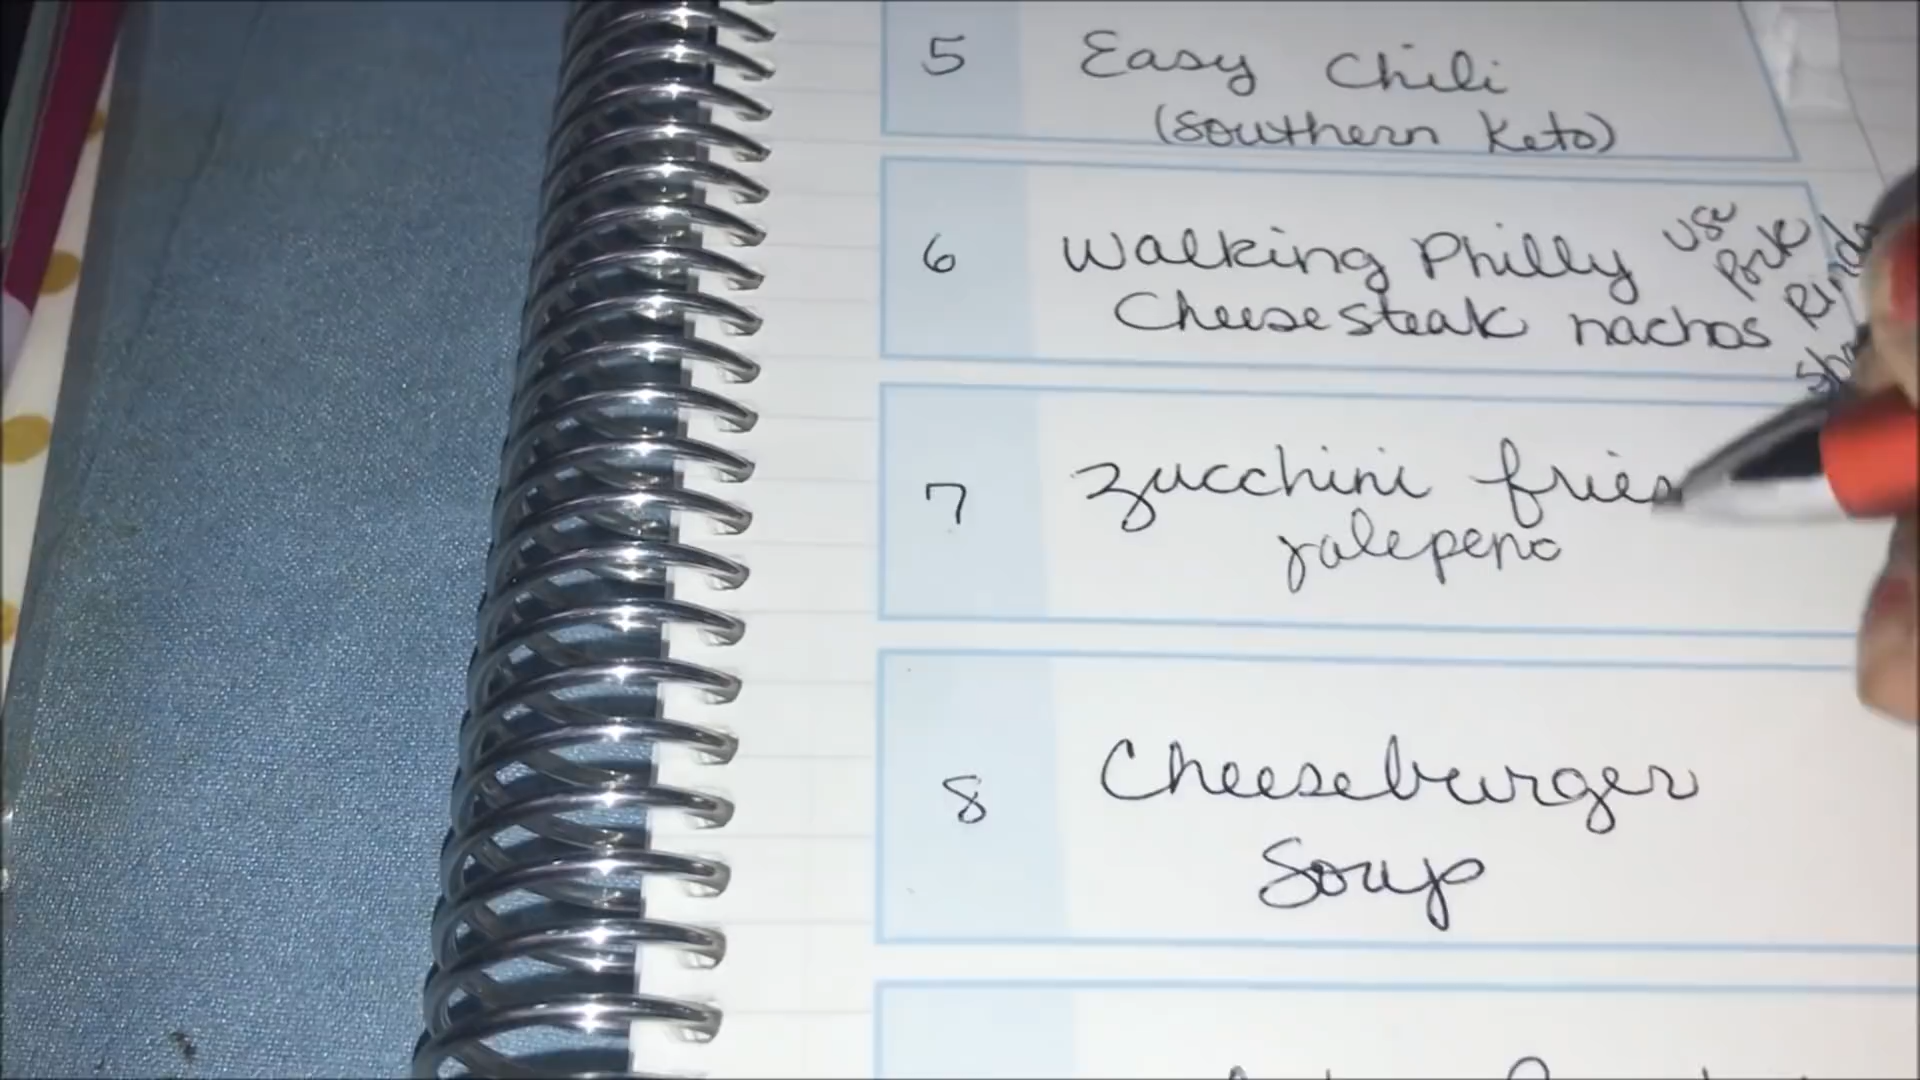 5 Easy Chili
(Southern Keto)
6 Walking Philly
Cheesesteak nachos
use
Pork
Rinds
7 zucchini fries
jalepeno
8 Cheeseburger
Soup